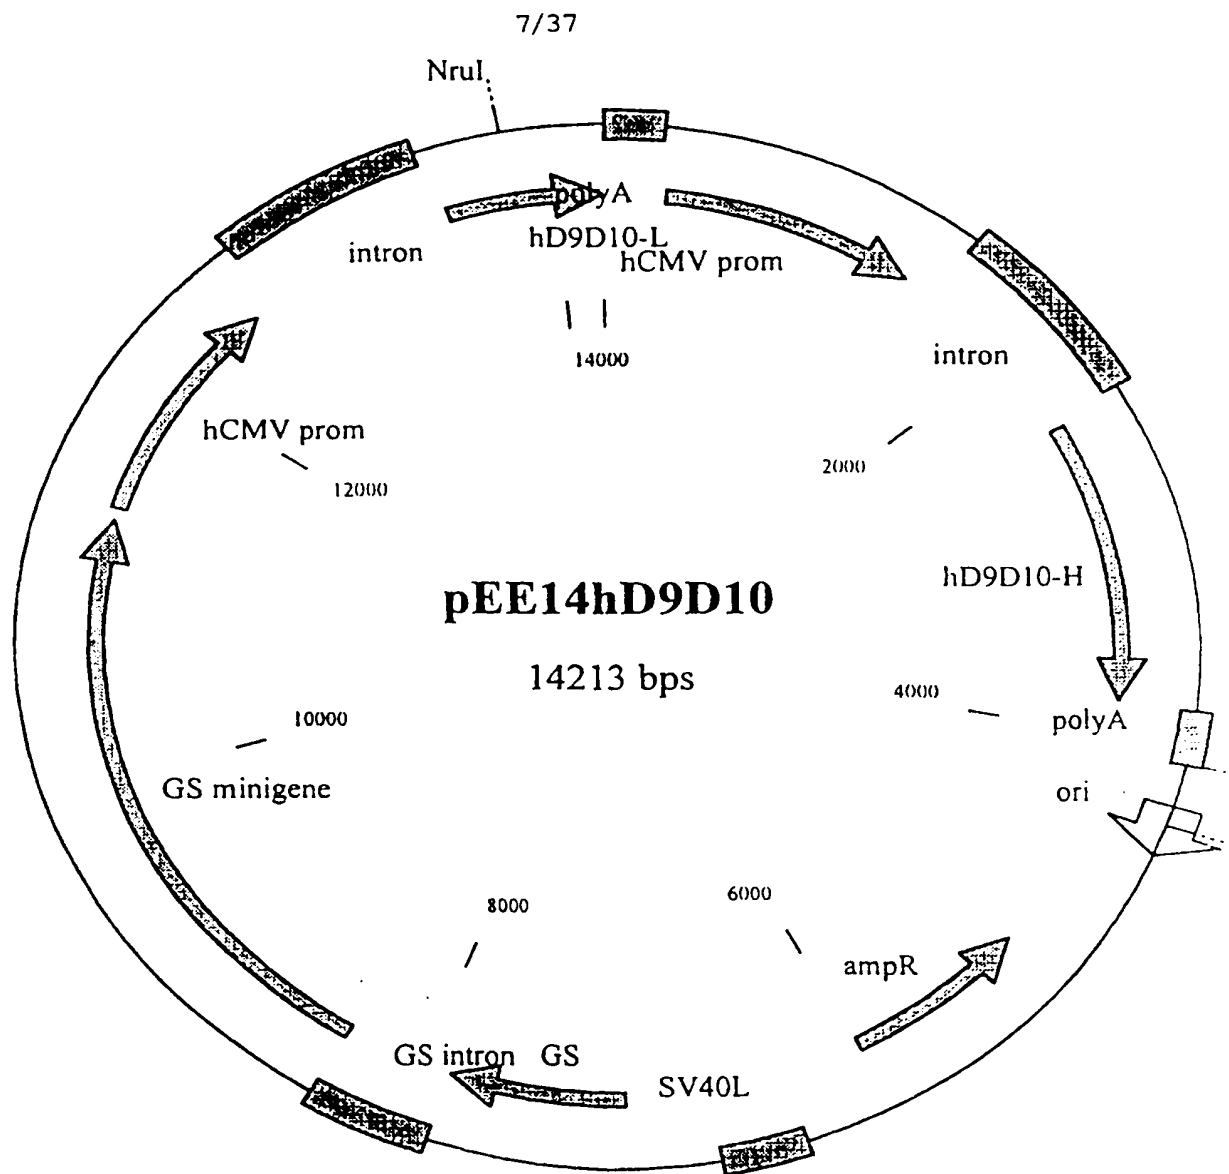 7/37
NruI
polyA
hD9D10-L
intron
hCMV prom
14000
intron
hCMV prom
2000
12000
hD9D10-H
pEE14hD9D10
14213 bps
4000
polyA
10000
GS minigene
ori
6000
8000
ampR
GS intron GS
SV40L